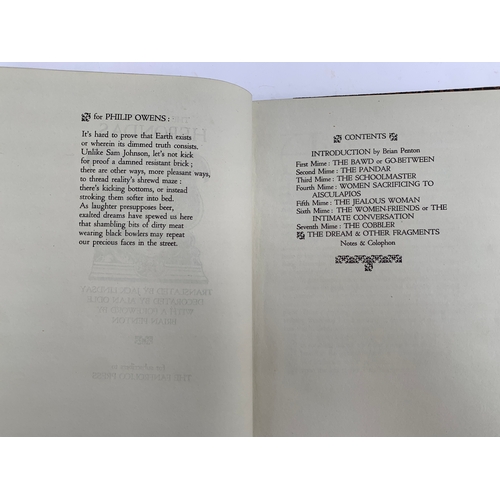 for PHILIP OWENS :
It's hard to prove that Earth exists
or wherein its dimmed truth consists.
Unlike Sam Johnson, let's not kick
for proof a damned resistant brick ;
there are other ways, more pleasant ways,
to thread reality's shrewd maze :
there's kicking bottoms, or instead
stroking them softer into bed.
As laughter presupposes beer,
exalted dreams have spewed us here
that shambling bits of dirty meat
wearing black bowlers may repeat
our precious faces in the street.
CONTENTS
INTRODUCTION by Brian Penton
First Mime : THE BAWD or GO-BETWEEN
Second Mime : THE PANDAR
Third Mime : THE SCHOOLMASTER
Fourth Mime : WOMEN SACRIFICING TO
AISCULAPIOS
Fifth Mime : THE JEALOUS WOMAN
Sixth Mime : THE WOMEN-FRIENDS or THE
INTIMATE CONVERSATION
Seventh Mime : THE COBBLER
THE DREAM & OTHER FRAGMENTS
Notes & Colophon